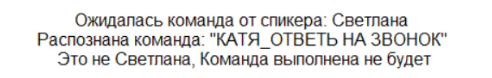 Ожидалась команда от спикера: Светлана
Распознана команда: "КАТЯ_ОТВЕТЬ НА ЗВОНОК"
Это не Светлана, Команда выполнена не будет